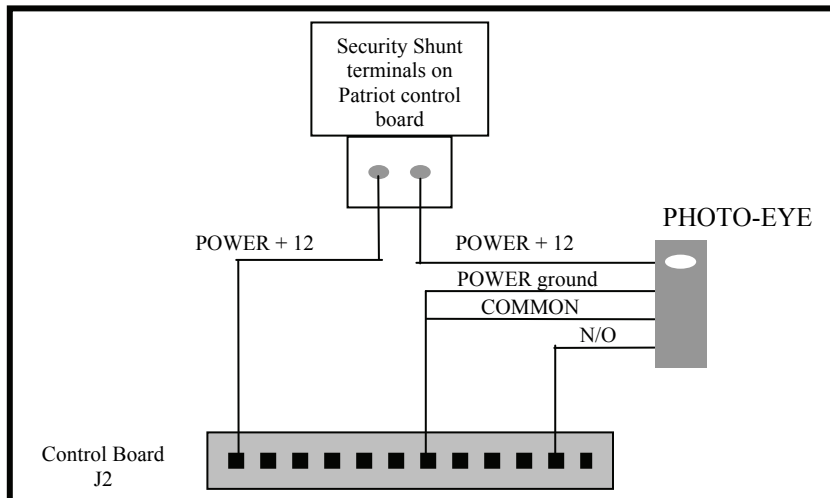 Security Shunt
terminals on
Patriot control
board
PHOTO-EYE
POWER + 12
POWER + 12
POWER ground
COMMON
N/O
Control Board
J2